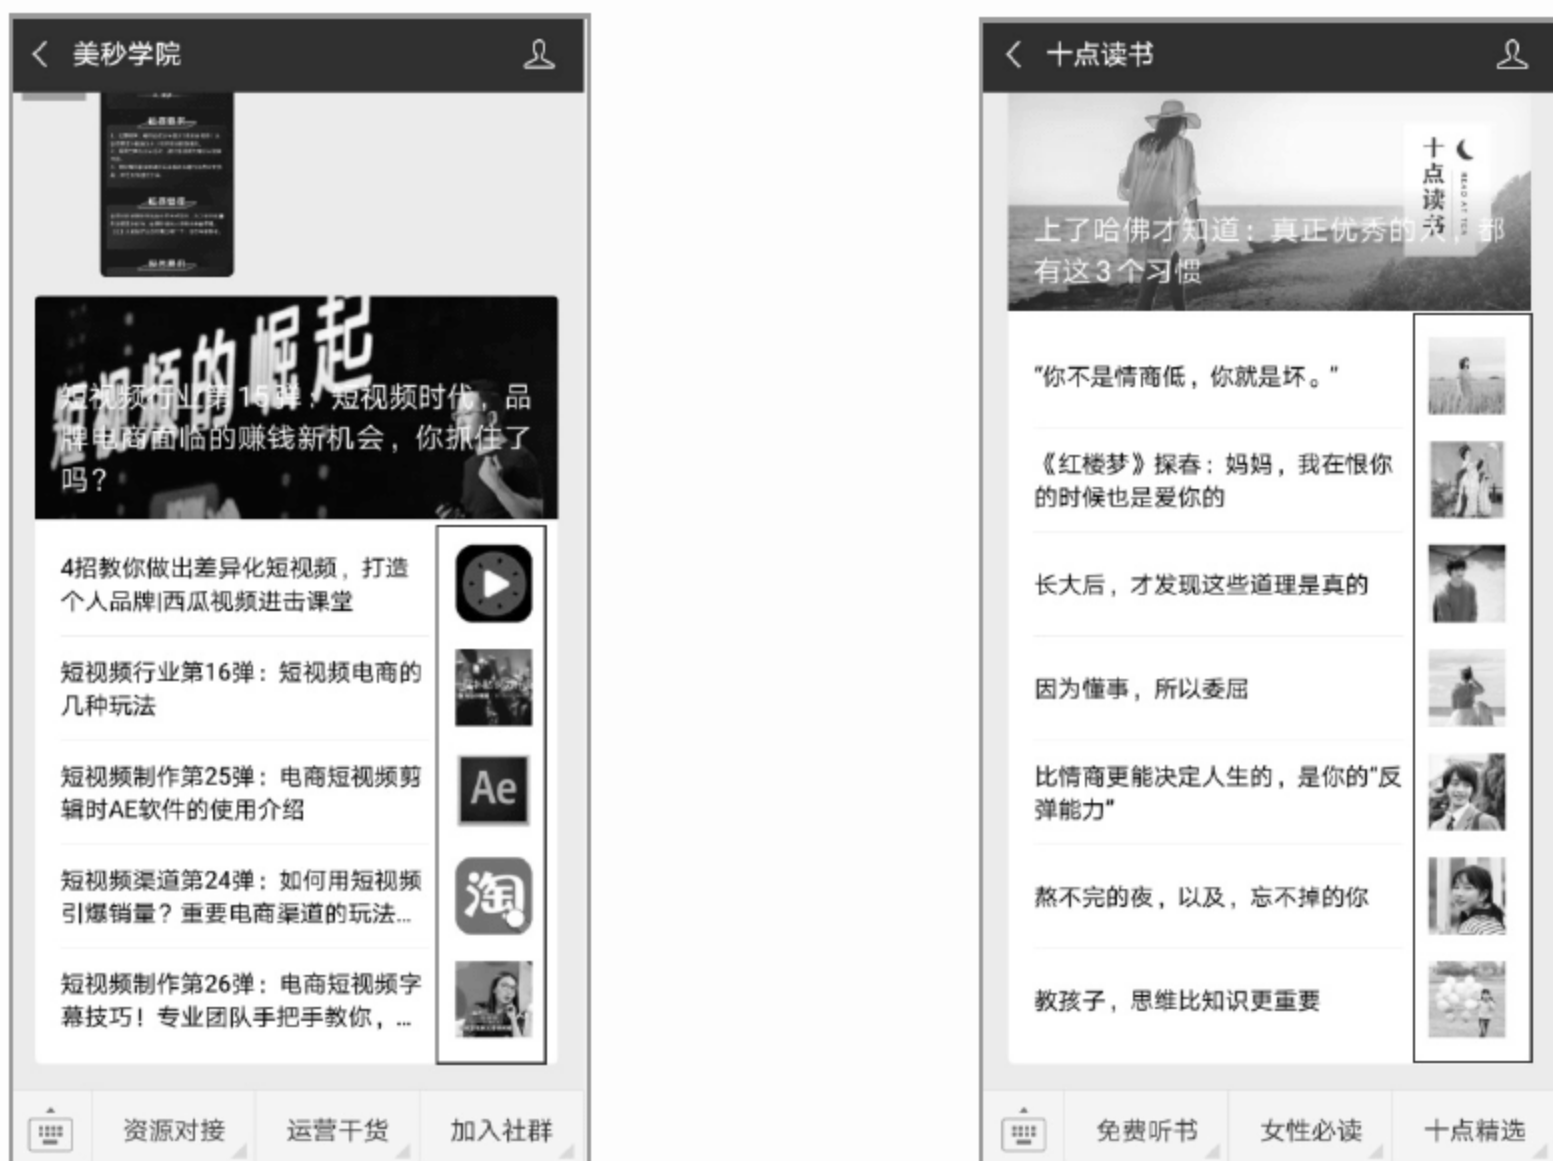 美秒学院
短视频的崛起
短视频行业第15弹：短视频时代，品
牌电商面临的赚钱新机会，你抓住了
吗？
4招教你做出差异化短视频，打造
个人品牌|西瓜视频进击课堂
短视频行业第16弹：短视频电商的
几种玩法
短视频制作第25弹：电商短视频剪
辑时AE软件的使用介绍
Ae
短视频渠道第24弹：如何用短视频
引爆销量？重要电商渠道的玩法...
淘
短视频制作第26弹：电商短视频字
幕技巧！专业团队手把手教你，...
资源对接
运营干货
加入社群
十点读书
十点读书
READ AT TEN
上了哈佛才知道：真正优秀的人，都
有这3个习惯
“你不是情商低，你就是坏。”
《红楼梦》探春：妈妈，我在恨你
的时候也是爱你的
长大后，才发现这些道理是真的
因为懂事，所以委屈
比情商更能决定人生的，是你的“反
弹能力”
熬不完的夜，以及，忘不掉的你
教孩子，思维比知识更重要
免费听书
女性必读
十点精选